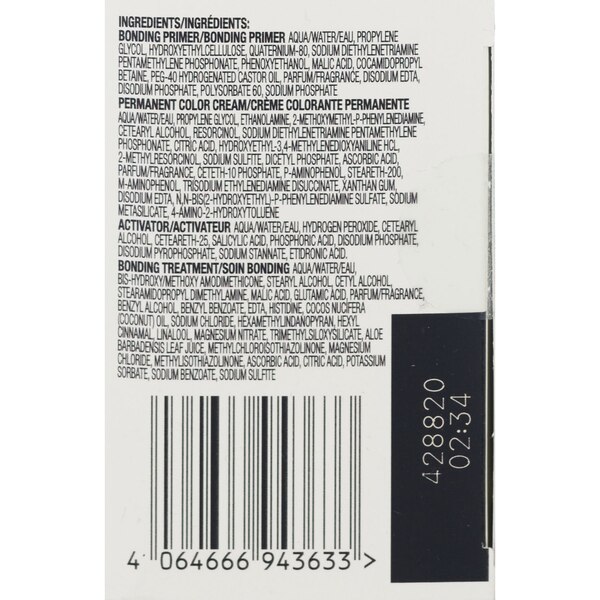 INGREDIENTS/INGRÉDIENTS:
BONDING PRIMER/BONDING PRIMER AQUA/WATER/EAU, PROPYLENE
GLYCOL, HYDROXYETHYLCELLULOSE, QUATERNIUM-80, SODIUM DIETHYLENETRIAMINE
PENTAMETHYLENE PHOSPHONATE, PHENOXYETHANOL, MALIC ACID, COCAMIDOPROPYL
BETAINE, PEG-40 HYDROGENATED CASTOR OIL, PARFUM/FRAGRANCE, DISODIUM EDTA,
DISODIUM PHOSPHATE, POLYSORBATE 60, SODIUM PHOSPHATE
PERMANENT COLOR CREAM/CRÈME COLORANTE PERMANENTE
AQUA/WATER/EAU, PROPYLENE GLYCOL, ETHANOLAMINE, 2-METHOXYMETHYL-P-PHENYLENEDIAMINE,
CETEARYL ALCOHOL, RESORCINOL, SODIUM DIETHYLENETRIAMINE PENTAMETHYLENE
PHOSPHONATE, CITRIC ACID, HYDROXYETHYL-3,4-METHYLENEDIOXYANILINE HCL,
2-METHYLRESORCINOL, SODIUM SULFITE, DICETYL PHOSPHATE, ASCORBIC ACID,
PARFUM/FRAGRANCE, CETETH-10 PHOSPHATE, P-AMINOPHENOL, STEARETH-200,
M-AMINOPHENOL, TRISODIUM ETHYLENEDIAMINE DISUCCINATE, XANTHAN GUM,
DISODIUM EDTA, N,N-BIS(2-HYDROXYETHYL)-P-PHENYLENEDIAMINE SULFATE, SODIUM
METASILICATE, 4-AMINO-2-HYDROXYTOLUENE
ACTIVATOR/ACTIVATEUR AQUA/WATER/EAU, HYDROGEN PEROXIDE, CETEARYL
ALCOHOL, CETEARETH-25, SALICYLIC ACID, PHOSPHORIC ACID, DISODIUM PHOSPHATE,
DISODIUM PYROPHOSPHATE, SODIUM STANNATE, ETIDRONIC ACID.
BONDING TREATMENT/SOIN BONDING AQUA/WATER/EAU,
BIS-HYDROXY/METHOXY AMODIMETHICONE, STEARYL ALCOHOL, CETYL ALCOHOL,
STEARAMIDOPROPYL DIMETHYLAMINE, MALIC ACID, GLUTAMIC ACID, PARFUM/FRAGRANCE,
BENZYL ALCOHOL, BENZYL BENZOATE, EDTA, HISTIDINE, COCOS NUCIFERA
(COCONUT) OIL, SODIUM CHLORIDE, HEXAMETHYLINDANOPYRAN, HEXYL
CINNAMAL, LINALOOL, MAGNESIUM NITRATE, TRIMETHYLSILOXYSILICATE, ALOE
BARBADENSIS LEAF JUICE, METHYLCHLOROISOTHIAZOLINONE, MAGNESIUM
CHLORIDE, METHYLISOTHIAZOLINONE, ASCORBIC ACID, CITRIC ACID, POTASSIUM
SORBATE, SODIUM BENZOATE, SODIUM SULFITE
428820
02:34
4 064666 943633 >